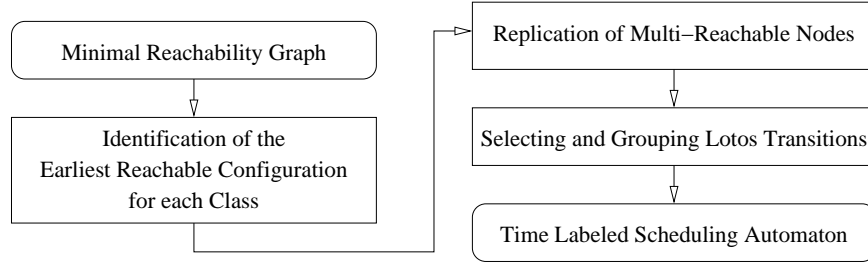 Minimal Reachability Graph
Identification of the
Earliest Reachable Configuration
for each Class
Replication of Multi−Reachable Nodes
Selecting and Grouping Lotos Transitions
Time Labeled Scheduling Automaton